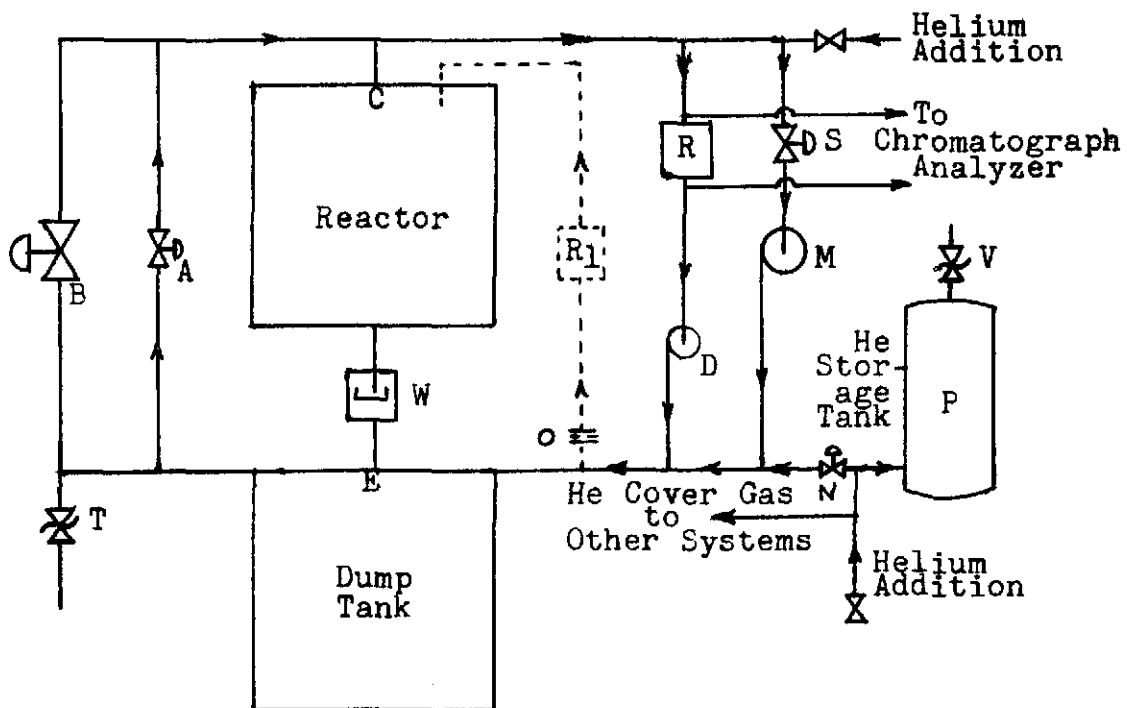 Helium
Addition
C
To
Chromatograph
Analyzer
R
S
Reactor
R1
M
V
B
A
D
He
Stor-
age
Tank
P
W
O
E
He Cover Gas
to
Other Systems
N
T
Helium
Addition
Dump
Tank